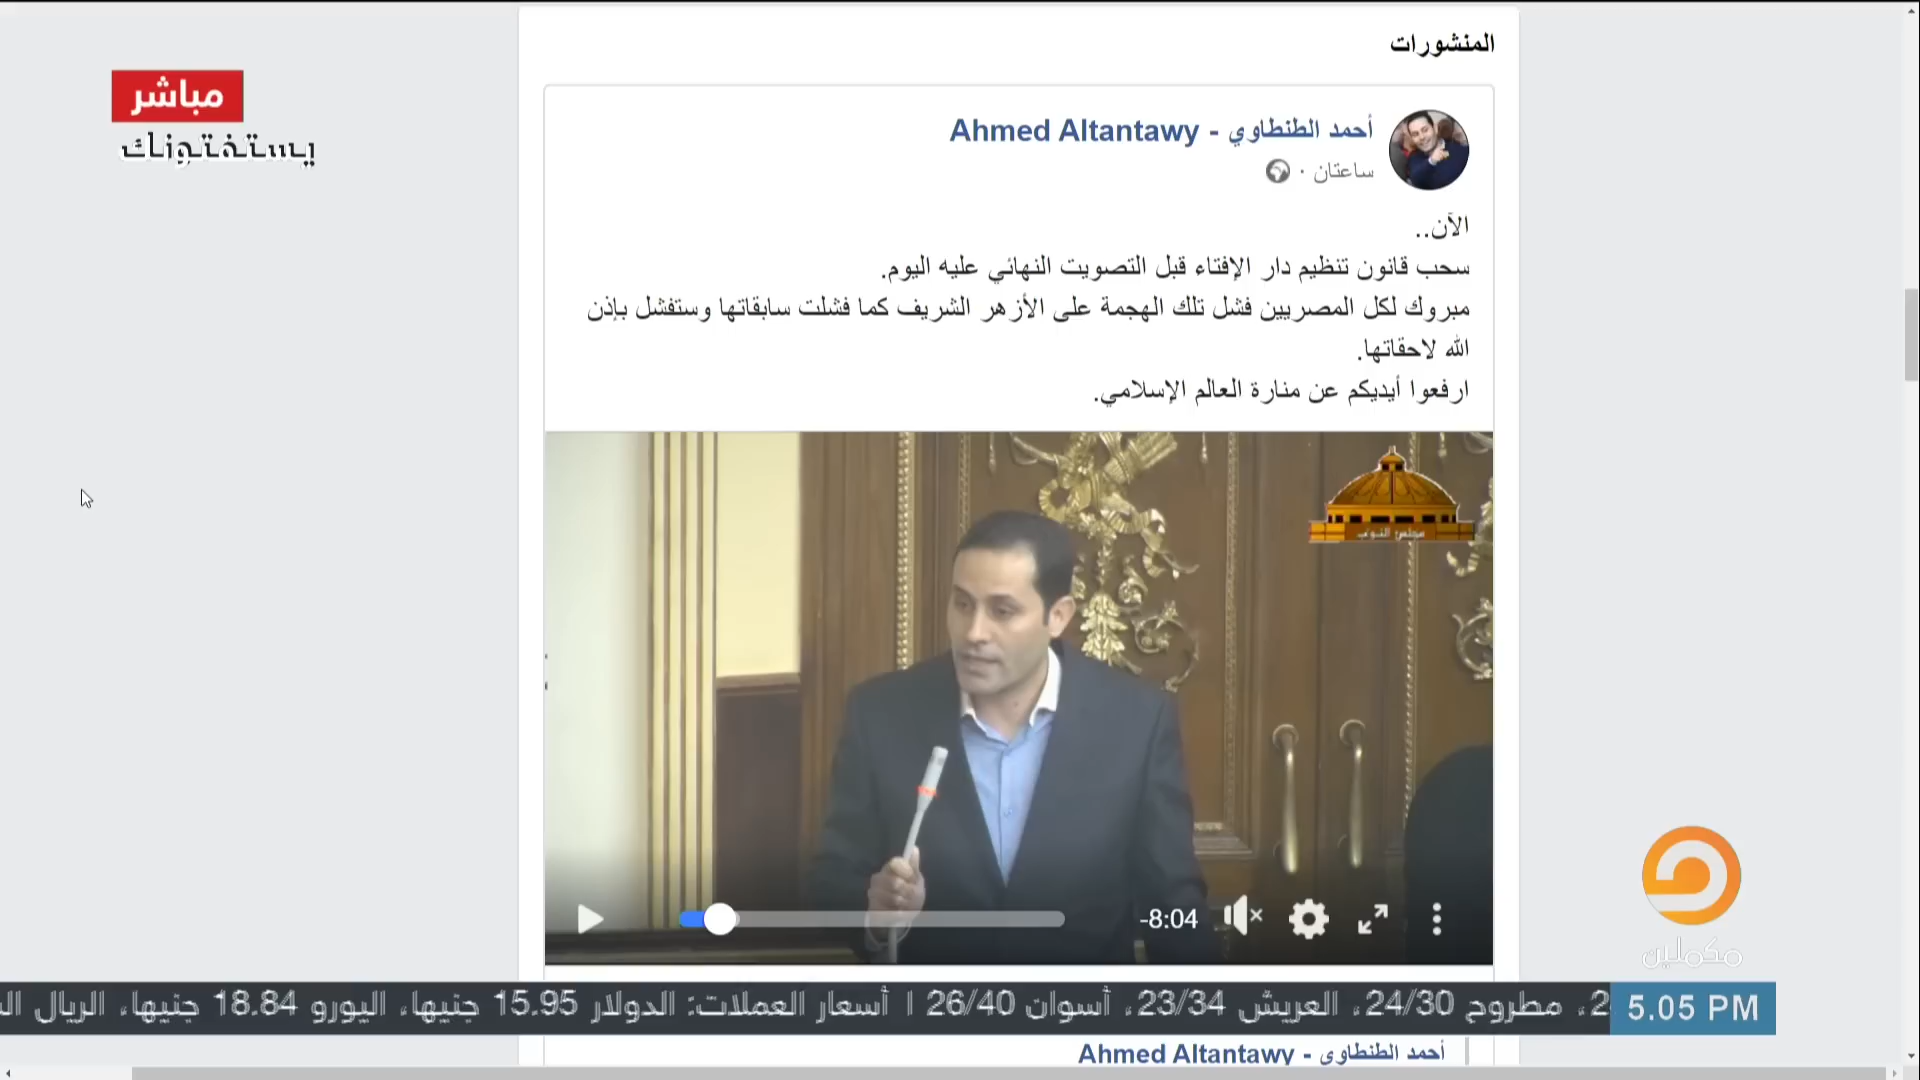 المنشورات
مباشر
يستفتونك
أحمد الطنطاوي - Ahmed Altantawy
ساعتان ·
الآن..
سحب قانون تنظيم دار الإفتاء قبل التصويت النهائي عليه اليوم.
مبروك لكل المصريين فشل تلك الهجمة على الأزهر الشريف كما فشلت سابقاتها وستفشل بإذن
الله لاحقاتها.
ارفعوا أيديكم عن منارة العالم الإسلامي.
مجلس النواب
-8:04
مكملين
مطروح 24/30، العريش 23/34، أسوان 26/40 | أسعار العملات: الدولار 15.95 جنيها، اليورو 18.84 جنيها، الريال
5.05 PM
أحمد الطنطاوي - Ahmed Altantawy